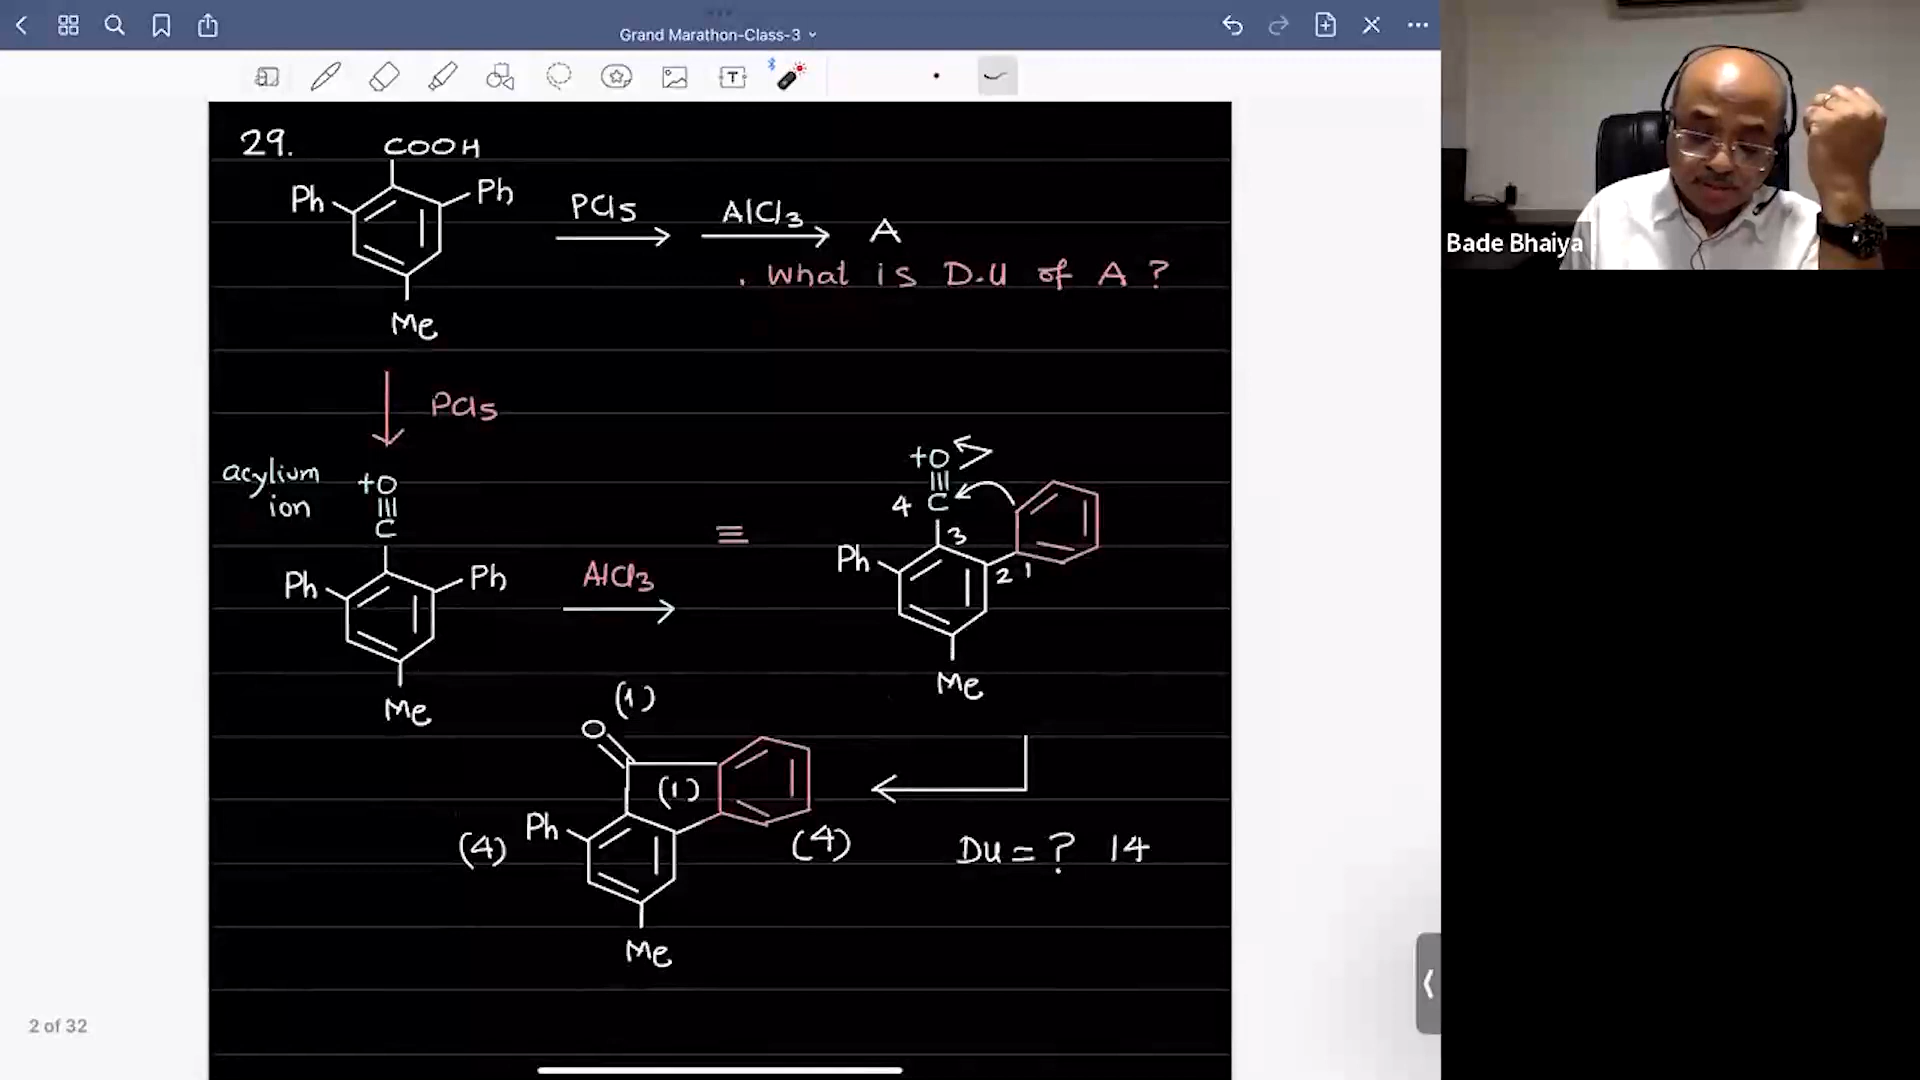 Grand Marathon-Class-3
T
29.
COOH
Ph
Ph
PCl5
AlCl3
A
. What is D.U of A ?
Me
PCl5
acylium
ion
+O
C
Ph
Ph
Me
AlCl3
≡
+O
4 C
3
Ph
2 1
Me
(1)
O
(1)
Ph
(4)
(4)
Me
DU = ? 14
2 of 32
Bade Bhaiya